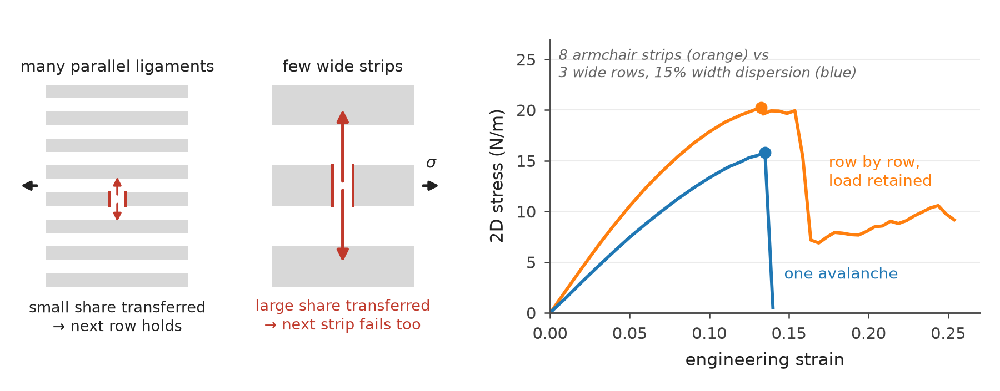 many parallel ligaments
small share transferred
→ next row holds
few wide strips
σ
large share transferred
→ next strip fails too
8 armchair strips (orange) vs
3 wide rows, 15% width dispersion (blue)
row by row,
load retained
one avalanche
2D stress (N/m)
25
20
15
10
5
0
0.00 0.05 0.10 0.15 0.20 0.25
engineering strain